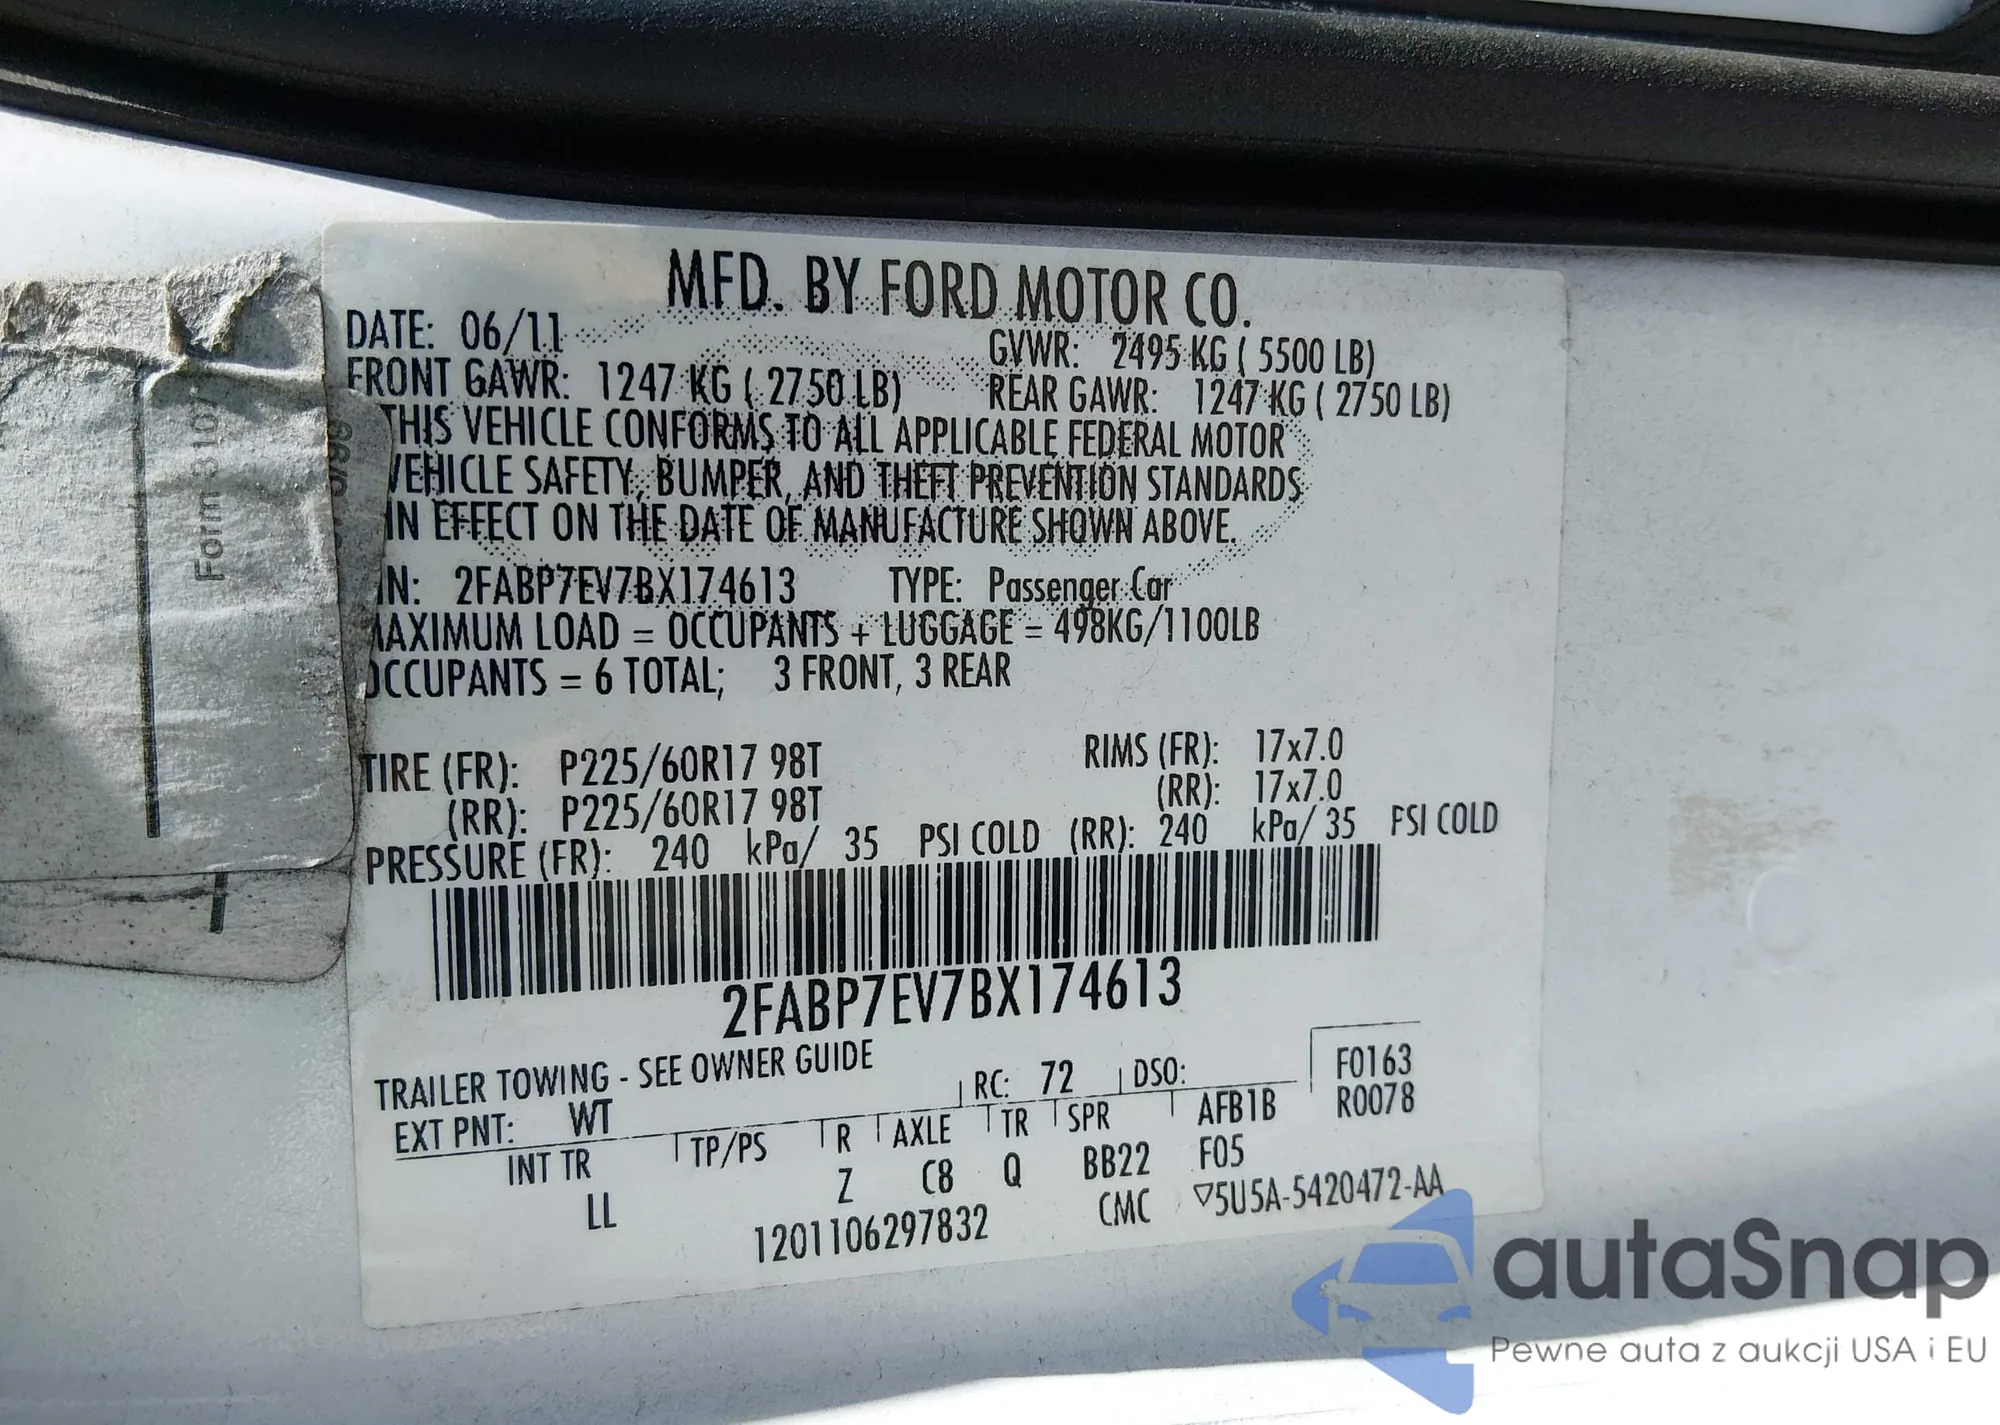 MFD. BY FORD MOTOR CO.
DATE: 06/11 GVWR: 2495 KG ( 5500 LB)
FRONT GAWR: 1247 KG ( 2750 LB) REAR GAWR: 1247 KG ( 2750 LB)
THIS VEHICLE CONFORMS TO ALL APPLICABLE FEDERAL MOTOR
VEHICLE SAFETY, BUMPER, AND THEFT PREVENTION STANDARDS
IN EFFECT ON THE DATE OF MANUFACTURE SHOWN ABOVE.
IN: 2FABP7EV7BX174613 TYPE: Passenger Car
MAXIMUM LOAD = OCCUPANTS + LUGGAGE = 498KG/1100LB
OCCUPANTS = 6 TOTAL; 3 FRONT, 3 REAR
TIRE (FR): P225/60R17 98T RIMS (FR): 17x7.0
(RR): P225/60R17 98T (RR): 17x7.0
PRESSURE (FR): 240 kPa/ 35 PSI COLD (RR): 240 kPa/ 35 PSI COLD
2FABP7EV7BX174613
TRAILER TOWING - SEE OWNER GUIDE RC: 72 DSO: F0163
EXT PNT: WT R0078
INT TR TP/PS R AXLE TR SPR AFB1B
LL Z C8 Q BB22 F05
1201106297832 CMC ▽5U5A-5420472-AA
Form 3107
autaSnap
Pewne auta z aukcji USA i EU